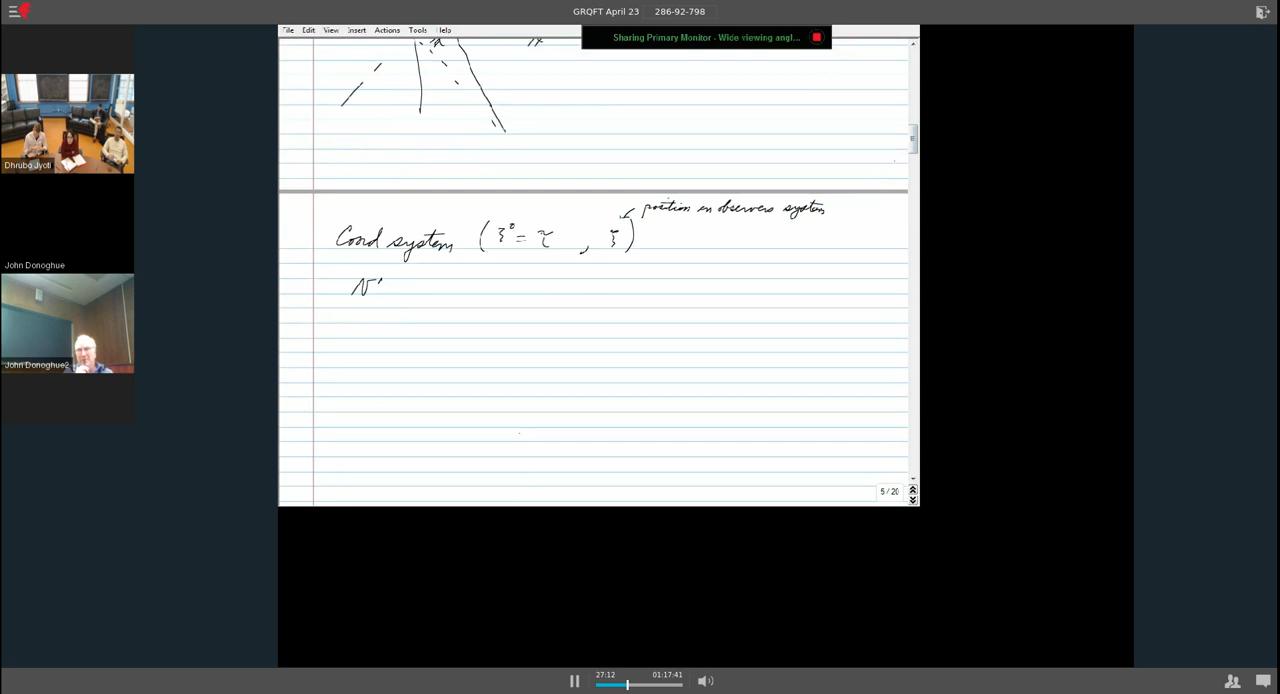 GRQFT April 23 286-92-798
File Edit View Insert Actions Tools Help
Sharing Primary Monitor - Wide viewing angl...
Dhrubo Jyoti
John Donoghue
John Donoghue2
position in observers system
Coord system ( ξ⁰ = τ , ξ )
5 / 20
27:12 01:17:41